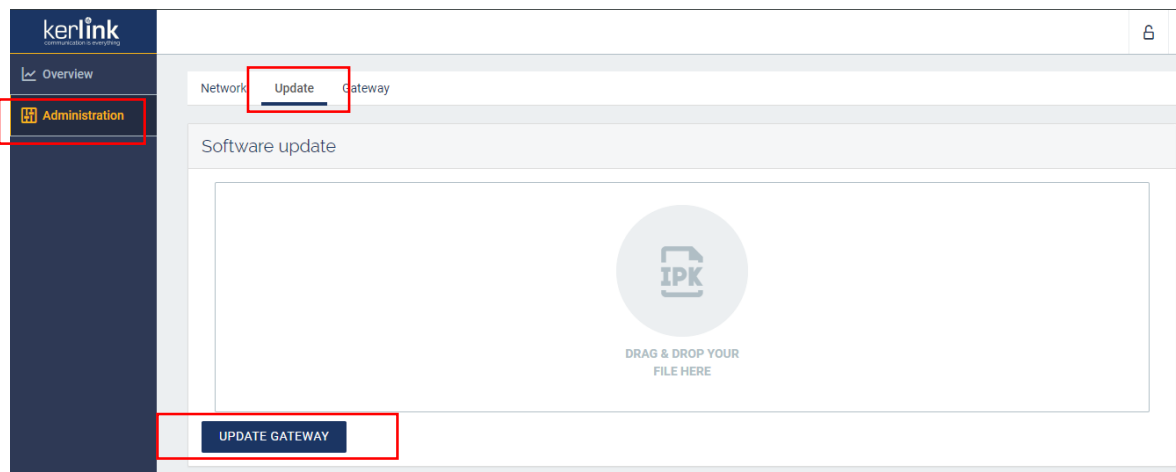 kerlink
communication is everything
Overview
Administration
Network Update Gateway
Software update
IPK
DRAG & DROP YOUR
FILE HERE
UPDATE GATEWAY